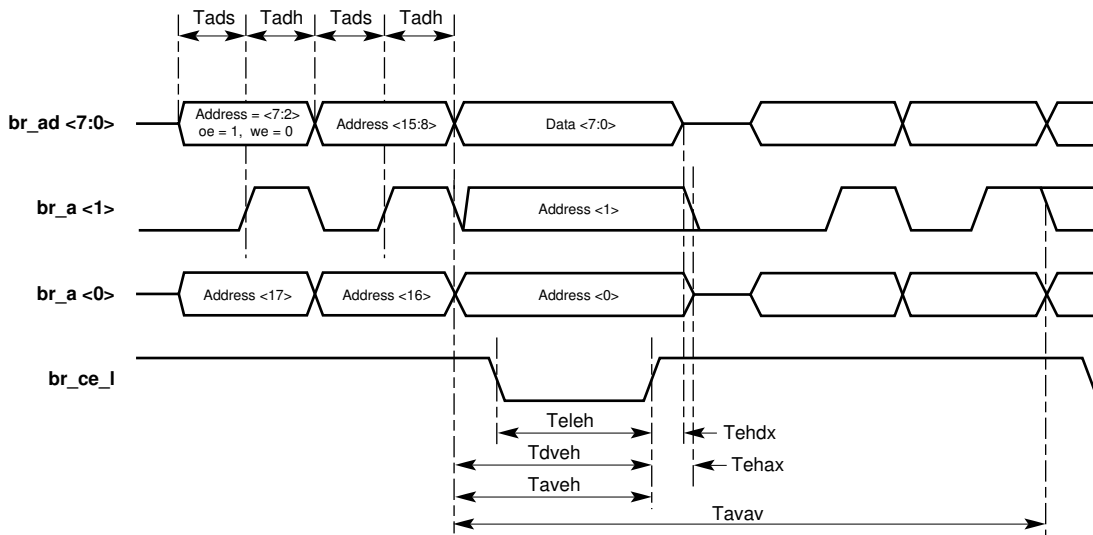 Tads Tadh Tads Tadh
br_ad <7:0>
Address = <7:2>
oe = 1, we = 0
Address <15:8>
Data <7:0>
br_a <1>
Address <1>
br_a <0>
Address <17>
Address <16>
Address <0>
br_ce_l
Teleh
Tehdx
Tdveh
Tehax
Taveh
Tavav